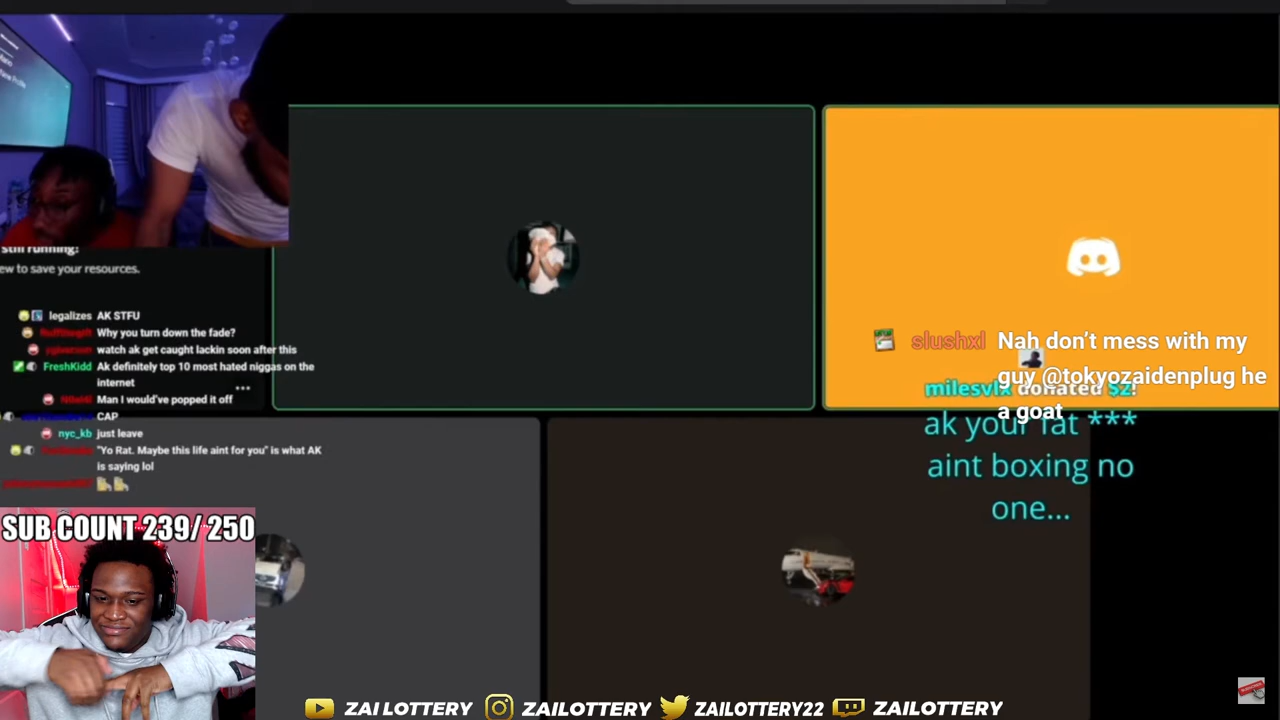 still running!
ew to save your resources.
legalizes AK STFU
Why you turn down the fade?
watch ak get caught lackin soon after this
FreshKidd Ak definitely top 10 most hated niggas on the
internet
Man I would've popped it off
CAP
nyc_kb just leave
"Yo Rat. Maybe this life aint for you" is what AK
is saying lol
slushxl Nah don't mess with my
guy @tokyozaidenplug he
a goat
milesvlx donated $2!
ak your fat ***
aint boxing no
one...
SUB COUNT 239/ 250
ZAI LOTTERY ZAILOTTERY ZAILOTTERY22 ZAILOTTERY